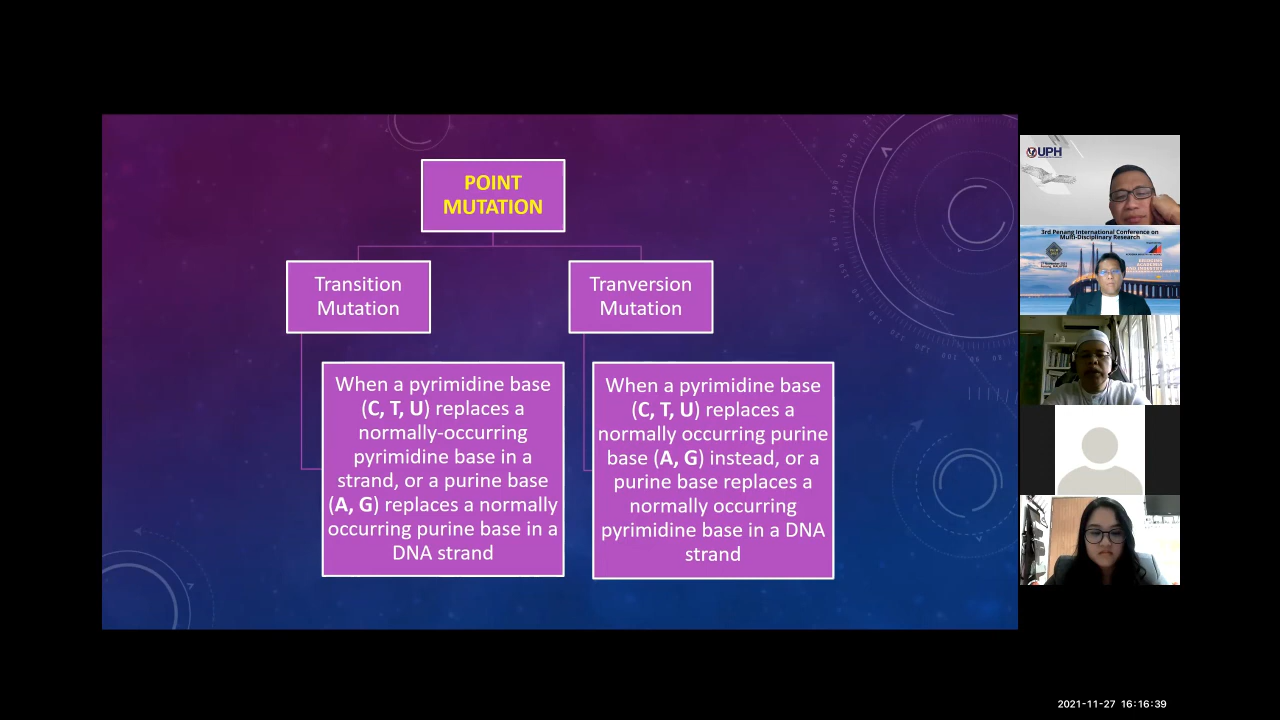 POINT
MUTATION
Transition
Mutation
Tranversion
Mutation
When a pyrimidine base
(C, T, U) replaces a
normally-occurring
pyrimidine base in a
strand, or a purine base
(A, G) replaces a normally
occurring purine base in a
DNA strand
When a pyrimidine base
(C, T, U) replaces a
normally occurring purine
base (A, G) instead, or a
purine base replaces a
normally occurring
pyrimidine base in a DNA
strand
UPH
3rd Penang International Conference on
Multi-Disciplinary Research
2021-11-27 16:16:39